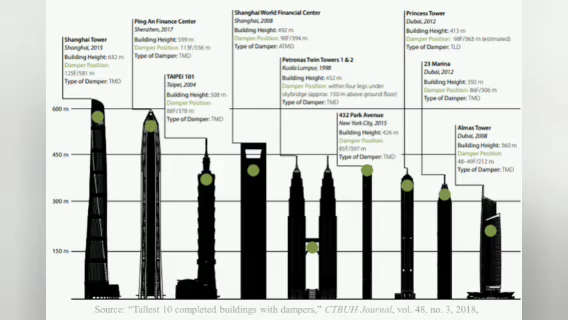 Shanghai Tower
Shanghai, 2015
Building Height: 632 m
Damper Position:
125F/581 m
Type of Damper: TMD
Ping An Finance Center
Shenzhen, 2017
Building Height: 599 m
Damper Position: 113F/556 m
Type of Damper: TMD
TAIPEI 101
Taipei, 2004
Building Height: 508 m
Damper Position:
88F/378 m
Type of Damper: TMD
Shanghai World Financial Center
Shanghai, 2008
Building Height: 492 m
Damper Position: 90F/394 m
Type of Damper: ATMD
Petronas Twin Towers 1 & 2
Kuala Lumpur, 1998
Building Height: 452 m
Damper Position: within four legs under
skybridge (approx. 150 m above ground floor)
Type of Damper: TMD
432 Park Avenue
New York City, 2015
Building Height: 426 m
Damper Position:
85F/397 m
Type of Damper: TMD
Princess Tower
Dubai, 2012
Building Height: 413 m
Damper Position: 98F/363 m (estimated)
Type of Damper: TLD
23 Marina
Dubai, 2012
Building Height: 392 m
Damper Position: 86F/306 m
Type of Damper: TMD
Almas Tower
Dubai, 2008
Building Height: 360 m
Damper Position:
48–49F/212 m
Type of Damper: TMD
600 m
450 m
300 m
150 m
Source: “Tallest 10 completed buildings with dampers,” CTBUH Journal, vol. 48, no. 3, 2018,